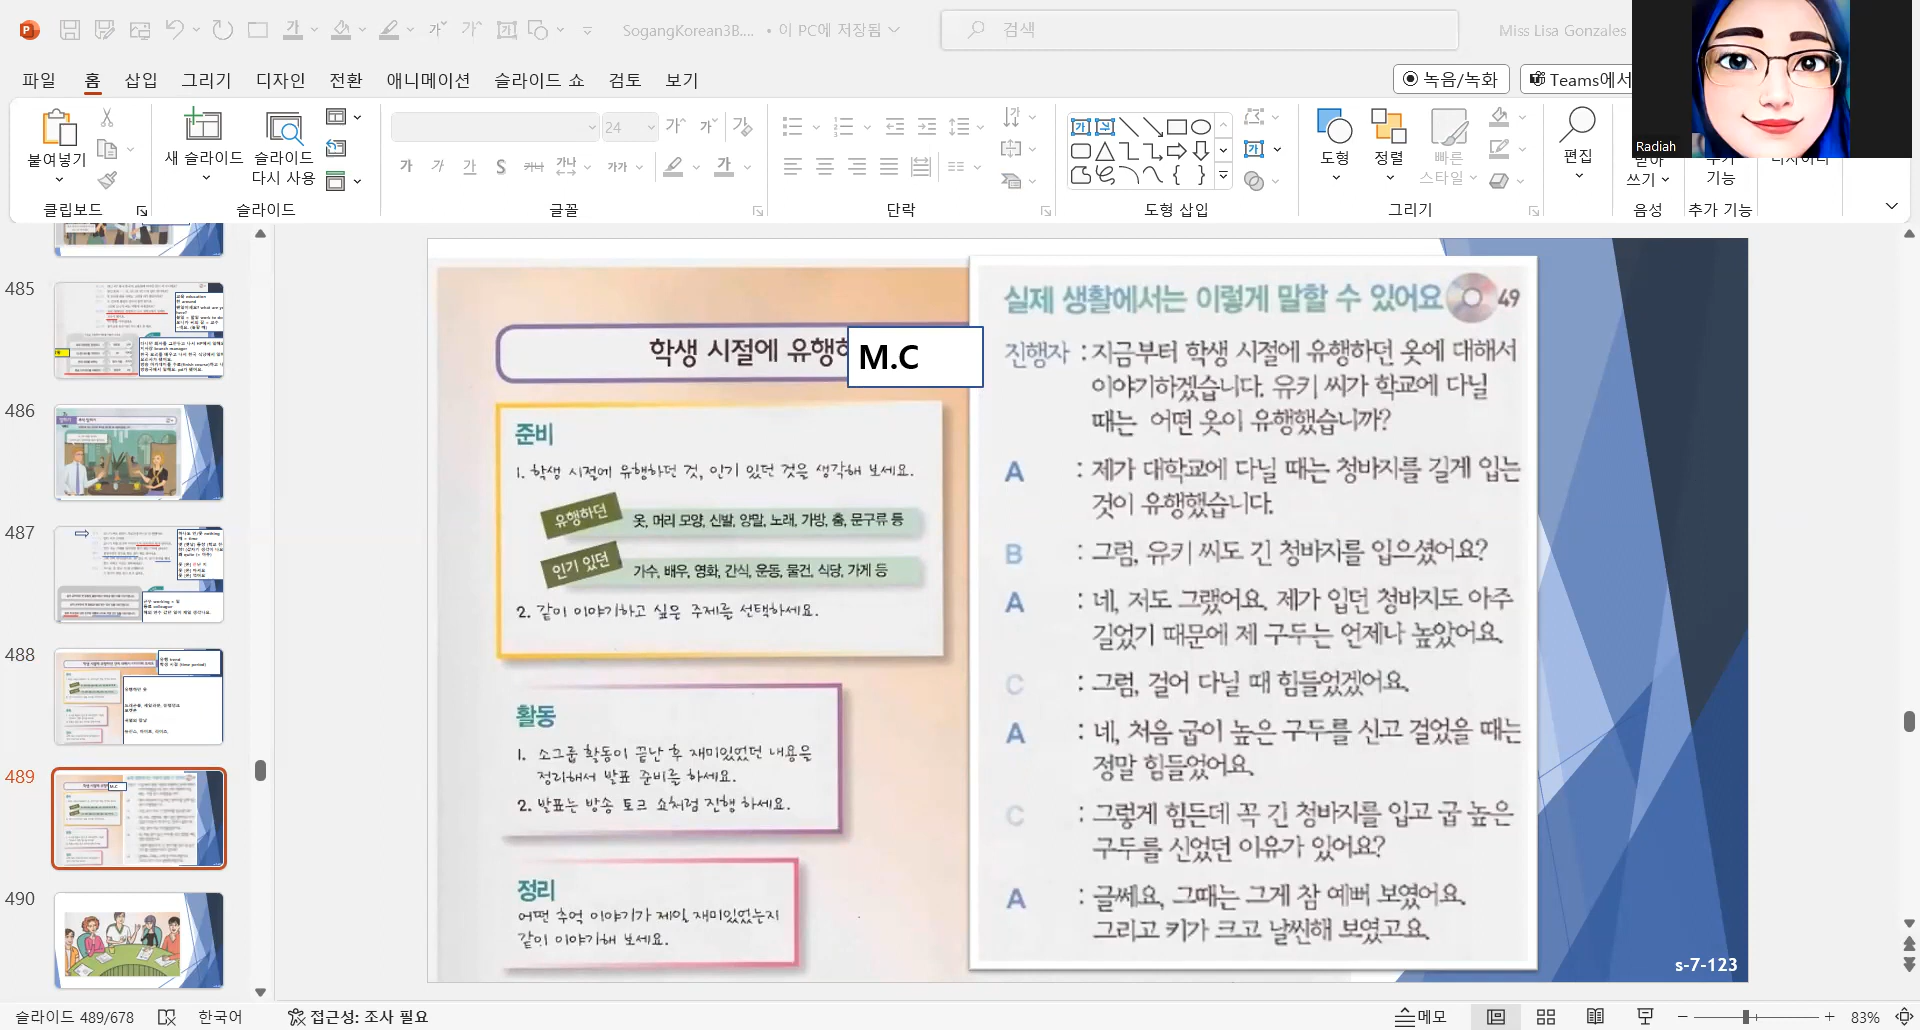 SogangKorean3B.... • 이 PC에 저장됨
검색
Miss Lisa Gonzales
파일 홈 삽입 그리기 디자인 전환 애니메이션 슬라이드 쇼 검토 보기
녹음/녹화
Teams에서
Radiah
붙여넣기
새 슬라이드
슬라이드
다시 사용
24
도형
정렬
빠른
스타일
편집
쓰기
기능
클립보드
슬라이드
글꼴
단락
도형 삽입
그리기
음성
추가 기능
485
486
487
488
489
490
학생 시절에 유행하
M.C
준비
1. 학생 시절에 유행하던 것, 인기 있던 것을 생각해 보세요.
유행하던
옷, 머리 모양, 신발, 양말, 노래, 가방, 춤, 문구류 등
인기 있던
가수, 배우, 영화, 간식, 운동, 물건, 식당, 가게 등
2. 같이 이야기하고 싶은 주제를 선택하세요.
활동
1. 소그룹 활동이 끝난 후 재미있었던 내용을
정리해서 발표 준비를 하세요.
2. 발표는 방송 토크 쇼처럼 진행 하세요.
정리
어떤 추억 이야기가 제일 재미있었는지
같이 이야기해 보세요.
실제 생활에서는 이렇게 말할 수 있어요 49
진행자 : 지금부터 학생 시절에 유행하던 옷에 대해서
이야기하겠습니다. 유키 씨가 학교에 다닐
때는 어떤 옷이 유행했습니까?
A : 제가 대학교에 다닐 때는 청바지를 길게 입는
것이 유행했습니다.
B : 그럼, 유키 씨도 긴 청바지를 입으셨어요?
A : 네, 저도 그랬어요. 제가 입던 청바지도 아주
길었기 때문에 제 구두는 언제나 높았어요.
C : 그럼, 걸어 다닐 때 힘들었겠어요.
A : 네, 처음 굽이 높은 구두를 신고 걸었을 때는
정말 힘들었어요.
C : 그렇게 힘든데 꼭 긴 청바지를 입고 굽 높은
구두를 신었던 이유가 있어요?
A : 글쎄요, 그때는 그게 참 예뻐 보였어요.
그리고 키가 크고 날씬해 보였고요.
s-7-123
슬라이드 489/678
한국어
접근성: 조사 필요
메모
83%